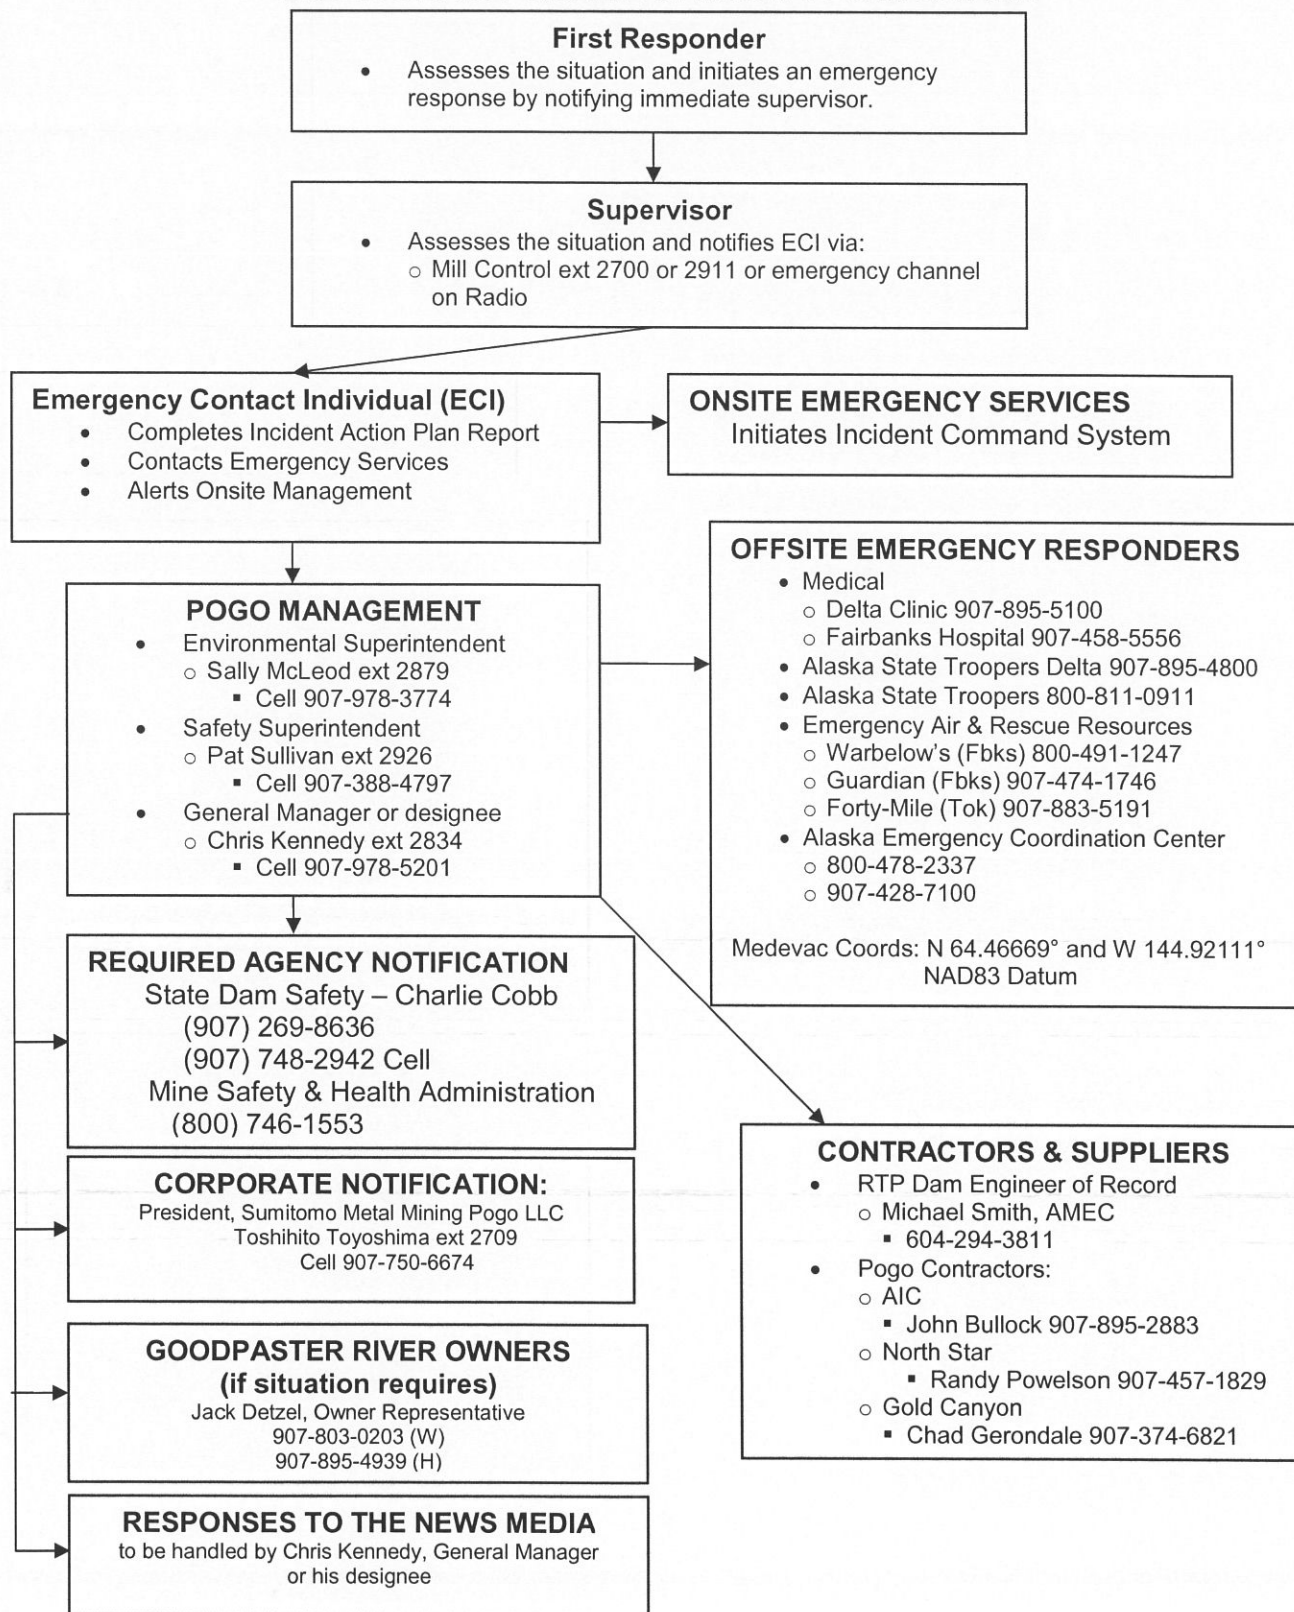 First Responder
• Assesses the situation and initiates an emergency
response by notifying immediate supervisor.
Supervisor
• Assesses the situation and notifies ECI via:
○ Mill Control ext 2700 or 2911 or emergency channel
on Radio
Emergency Contact Individual (ECI)
• Completes Incident Action Plan Report
• Contacts Emergency Services
• Alerts Onsite Management
ONSITE EMERGENCY SERVICES
Initiates Incident Command System
POGO MANAGEMENT
• Environmental Superintendent
○ Sally McLeod ext 2879
▪ Cell 907-978-3774
• Safety Superintendent
○ Pat Sullivan ext 2926
▪ Cell 907-388-4797
• General Manager or designee
○ Chris Kennedy ext 2834
▪ Cell 907-978-5201
OFFSITE EMERGENCY RESPONDERS
• Medical
○ Delta Clinic 907-895-5100
○ Fairbanks Hospital 907-458-5556
• Alaska State Troopers Delta 907-895-4800
• Alaska State Troopers 800-811-0911
• Emergency Air & Rescue Resources
○ Warbelow's (Fbks) 800-491-1247
○ Guardian (Fbks) 907-474-1746
○ Forty-Mile (Tok) 907-883-5191
• Alaska Emergency Coordination Center
○ 800-478-2337
○ 907-428-7100
Medevac Coords: N 64.46669° and W 144.92111°
NAD83 Datum
REQUIRED AGENCY NOTIFICATION
State Dam Safety – Charlie Cobb
(907) 269-8636
(907) 748-2942 Cell
Mine Safety & Health Administration
(800) 746-1553
CORPORATE NOTIFICATION:
President, Sumitomo Metal Mining Pogo LLC
Toshihito Toyoshima ext 2709
Cell 907-750-6674
GOODPASTER RIVER OWNERS
(if situation requires)
Jack Detzel, Owner Representative
907-803-0203 (W)
907-895-4939 (H)
RESPONSES TO THE NEWS MEDIA
to be handled by Chris Kennedy, General Manager
or his designee
CONTRACTORS & SUPPLIERS
• RTP Dam Engineer of Record
○ Michael Smith, AMEC
▪ 604-294-3811
• Pogo Contractors:
○ AIC
▪ John Bullock 907-895-2883
○ North Star
▪ Randy Powelson 907-457-1829
○ Gold Canyon
▪ Chad Gerondale 907-374-6821